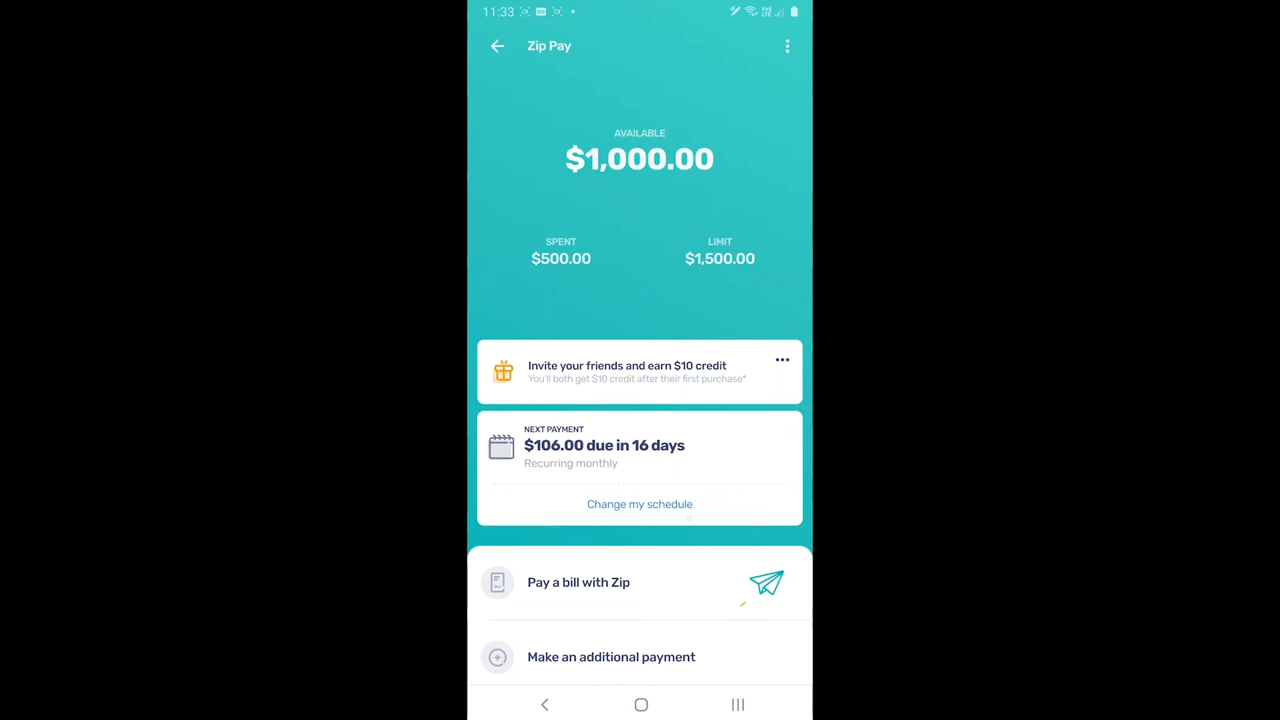 11:33
Zip Pay
AVAILABLE
$1,000.00
SPENT
$500.00
LIMIT
$1,500.00
Invite your friends and earn $10 credit
You'll both get $10 credit after their first purchase*
NEXT PAYMENT
$106.00 due in 16 days
Recurring monthly
Change my schedule
Pay a bill with Zip
Make an additional payment